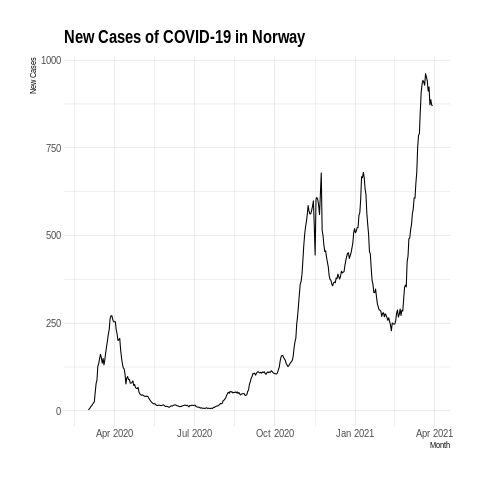 New Cases of COVID-19 in Norway
New Cases
1000
750
500
250
0
Apr 2020 Jul 2020 Oct 2020 Jan 2021 Apr 2021
Month